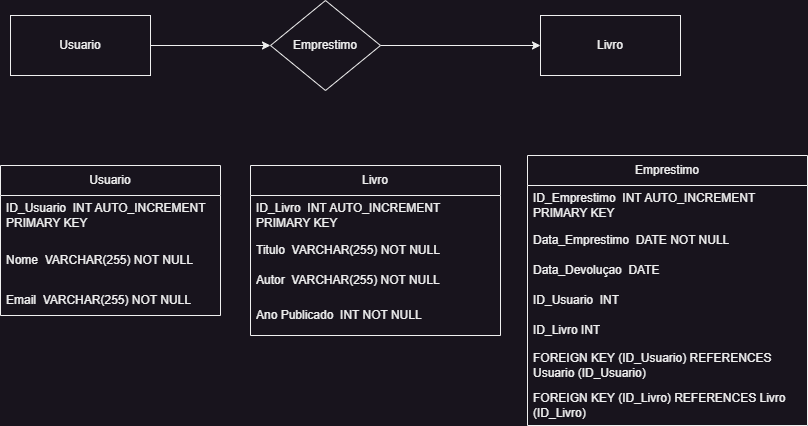 Usuario
Emprestimo
Livro
Usuario
ID_Usuario INT AUTO_INCREMENT
PRIMARY KEY
Nome VARCHAR(255) NOT NULL
Email VARCHAR(255) NOT NULL
Livro
ID_Livro INT AUTO_INCREMENT
PRIMARY KEY
Titulo VARCHAR(255) NOT NULL
Autor VARCHAR(255) NOT NULL
Ano Publicado INT NOT NULL
Emprestimo
ID_Emprestimo INT AUTO_INCREMENT
PRIMARY KEY
Data_Emprestimo DATE NOT NULL
Data_Devoluçao DATE
ID_Usuario INT
ID_Livro INT
FOREIGN KEY (ID_Usuario) REFERENCES
Usuario (ID_Usuario)
FOREIGN KEY (ID_Livro) REFERENCES Livro
(ID_Livro)